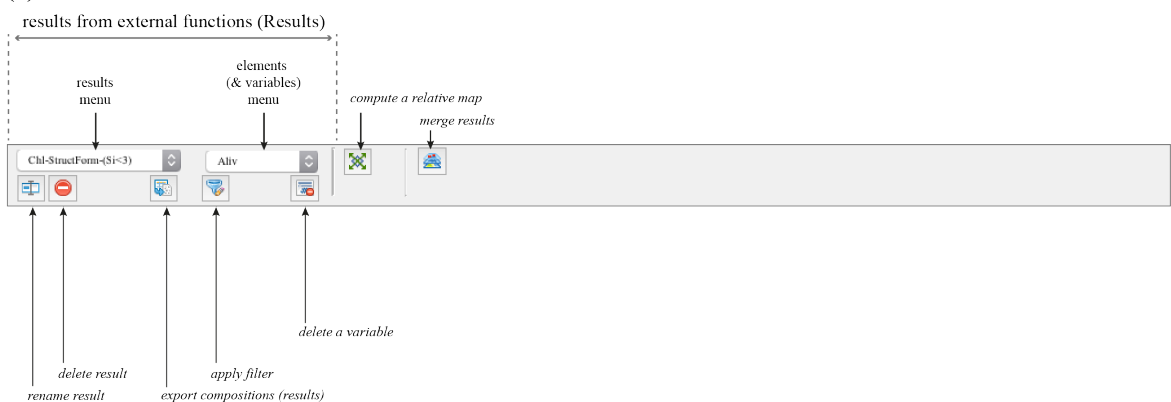 results from external functions (Results)
results
menu
elements
(& variables)
menu
compute a relative map
merge results
Chl-StructForm-(Si<3)
Aliv
delete a variable
delete result
apply filter
rename result
export compositions (results)